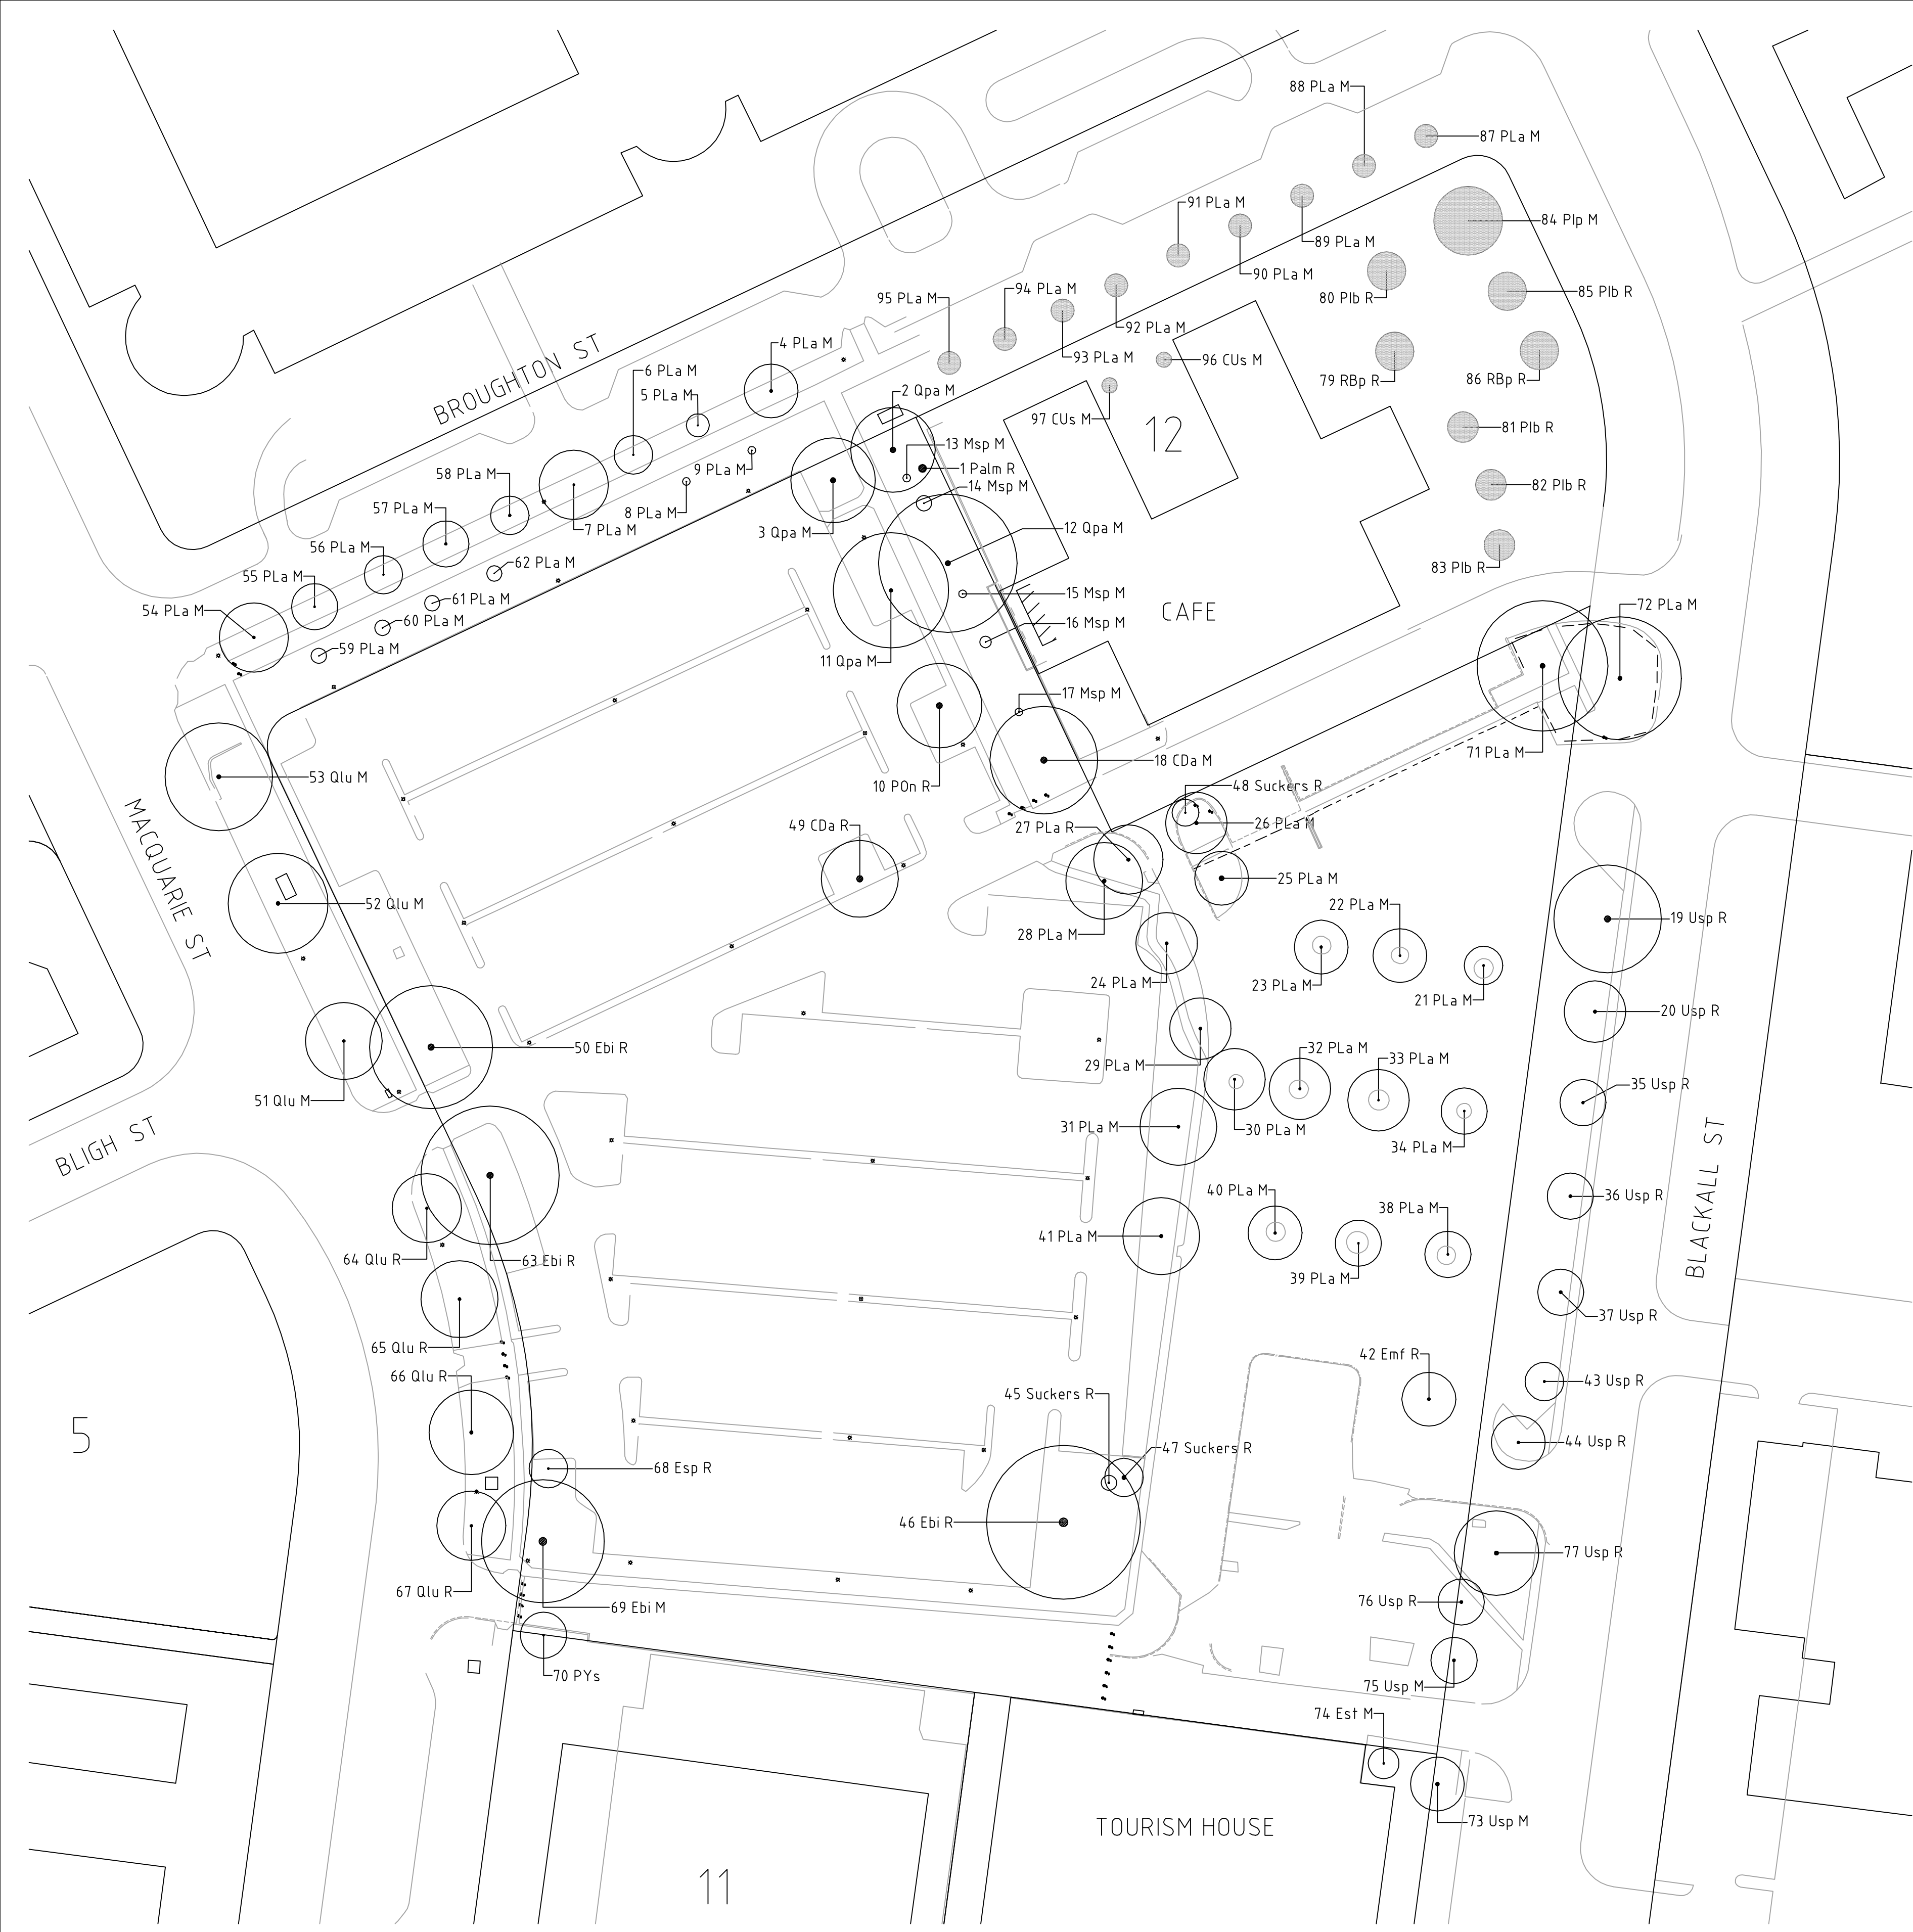 88 PLa M
87 PLa M
91 PLa M
84 PIp M
89 PLa M
90 PLa M
80 PIb R
85 PIb R
94 PLa M
95 PLa M
92 PLa M
93 PLa M
96 CUs M
79 RBp R
86 RBp R
BROUGHTON ST
4 PLa M
6 PLa M
5 PLa M
2 Qpa M
97 CUs M
12
81 PIb R
13 Msp M
1 Palm R
9 PLa M
58 PLa M
14 Msp M
82 PIb R
57 PLa M
8 PLa M
7 PLa M
3 Qpa M
12 Qpa M
56 PLa M
62 PLa M
83 PIb R
55 PLa M
15 Msp M
61 PLa M
54 PLa M
60 PLa M
16 Msp M
CAFE
72 PLa M
59 PLa M
11 Qpa M
17 Msp M
71 PLa M
53 Qlu M
18 CDa M
10 POn R
48 Suckers R
MACQUARIE ST
49 CDa R
27 PLa R
26 PLa M
25 PLa M
52 Qlu M
22 PLa M
19 Usp R
28 PLa M
24 PLa M
23 PLa M
21 PLa M
20 Usp R
50 Ebi R
32 PLa M
33 PLa M
29 PLa M
35 Usp R
51 Qlu M
31 PLa M
30 PLa M
34 PLa M
BLIGH ST
BLACKALL ST
40 PLa M
36 Usp R
38 PLa M
41 PLa M
64 Qlu R
63 Ebi R
39 PLa M
37 Usp R
65 Qlu R
42 Emf R
66 Qlu R
43 Usp R
45 Suckers R
5
44 Usp R
47 Suckers R
68 Esp R
46 Ebi R
77 Usp R
67 Qlu R
69 Ebi M
76 Usp R
70 PYs
75 Usp M
74 Est M
73 Usp M
TOURISM HOUSE
11